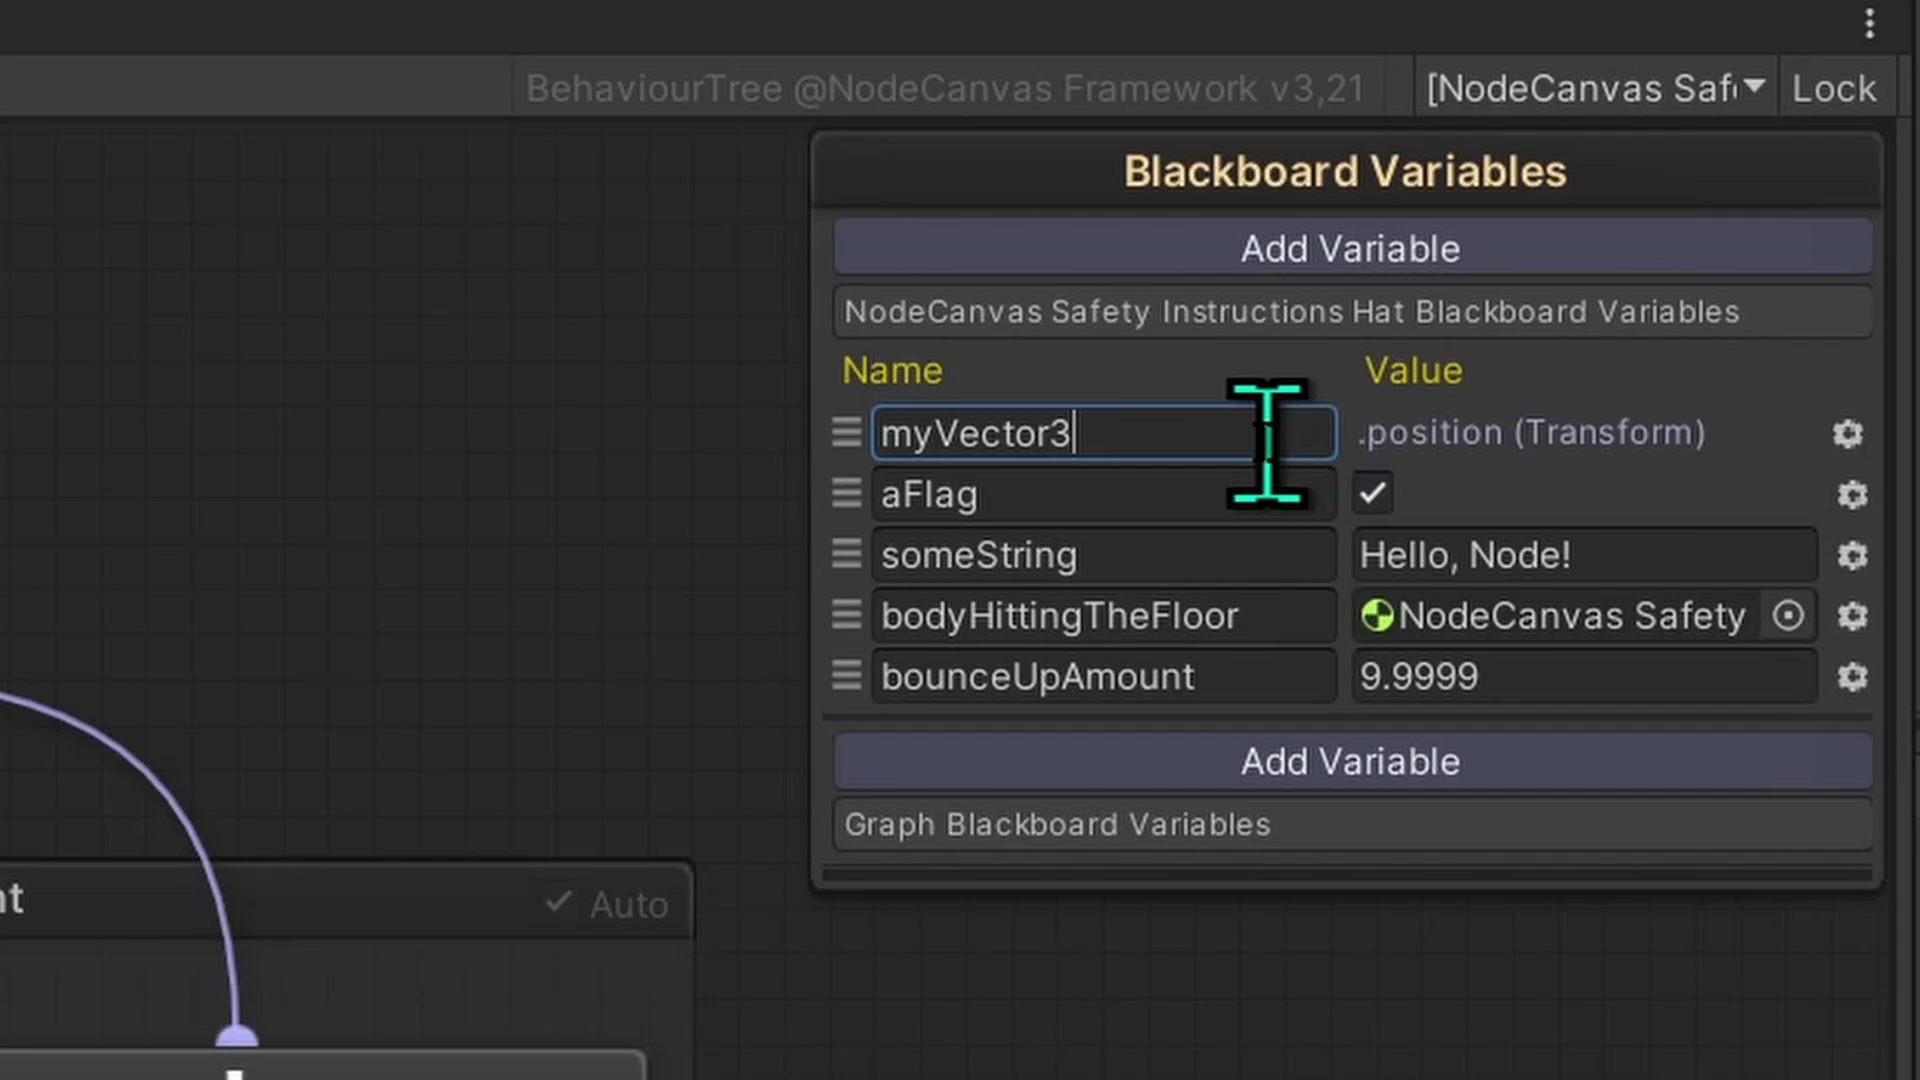 BehaviourTree @NodeCanvas Framework v3,21
[NodeCanvas Saf
Lock
Blackboard Variables
Add Variable
NodeCanvas Safety Instructions Hat Blackboard Variables
Name Value
myVector3 .position (Transform)
aFlag
someString Hello, Node!
bodyHittingTheFloor NodeCanvas Safety
bounceUpAmount 9.9999
Add Variable
Graph Blackboard Variables
nt
Auto